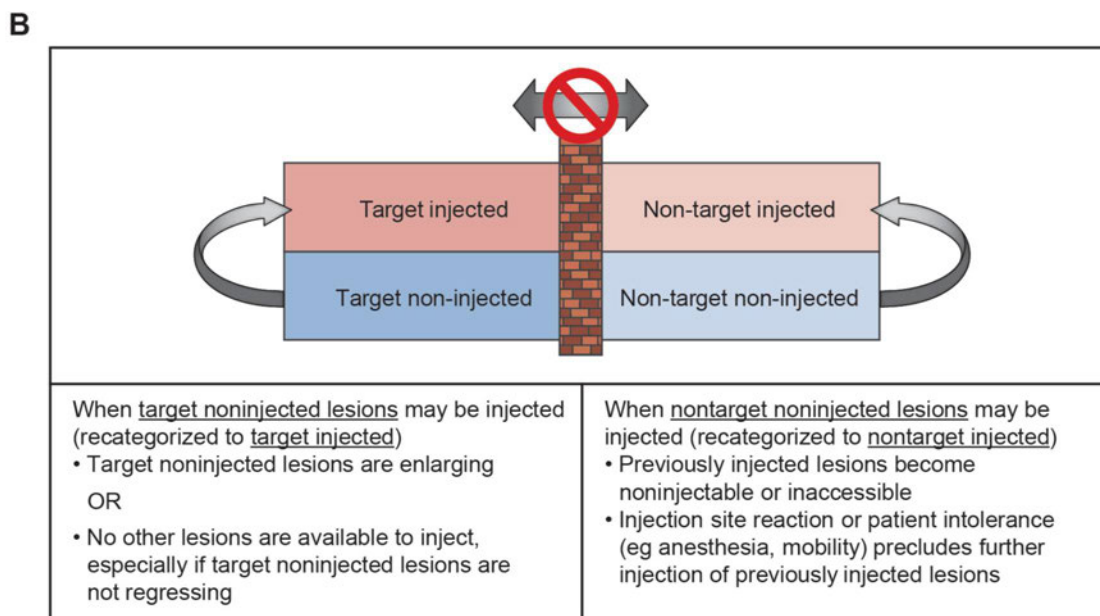 B
Target injected
Non-target injected
Target non-injected
Non-target non-injected
When target noninjected lesions may be injected
(recategorized to target injected)
• Target noninjected lesions are enlarging
OR
• No other lesions are available to inject,
especially if target noninjected lesions are
not regressing
When nontarget noninjected lesions may be
injected (recategorized to nontarget injected)
• Previously injected lesions become
noninjectable or inaccessible
• Injection site reaction or patient intolerance
(eg anesthesia, mobility) precludes further
injection of previously injected lesions